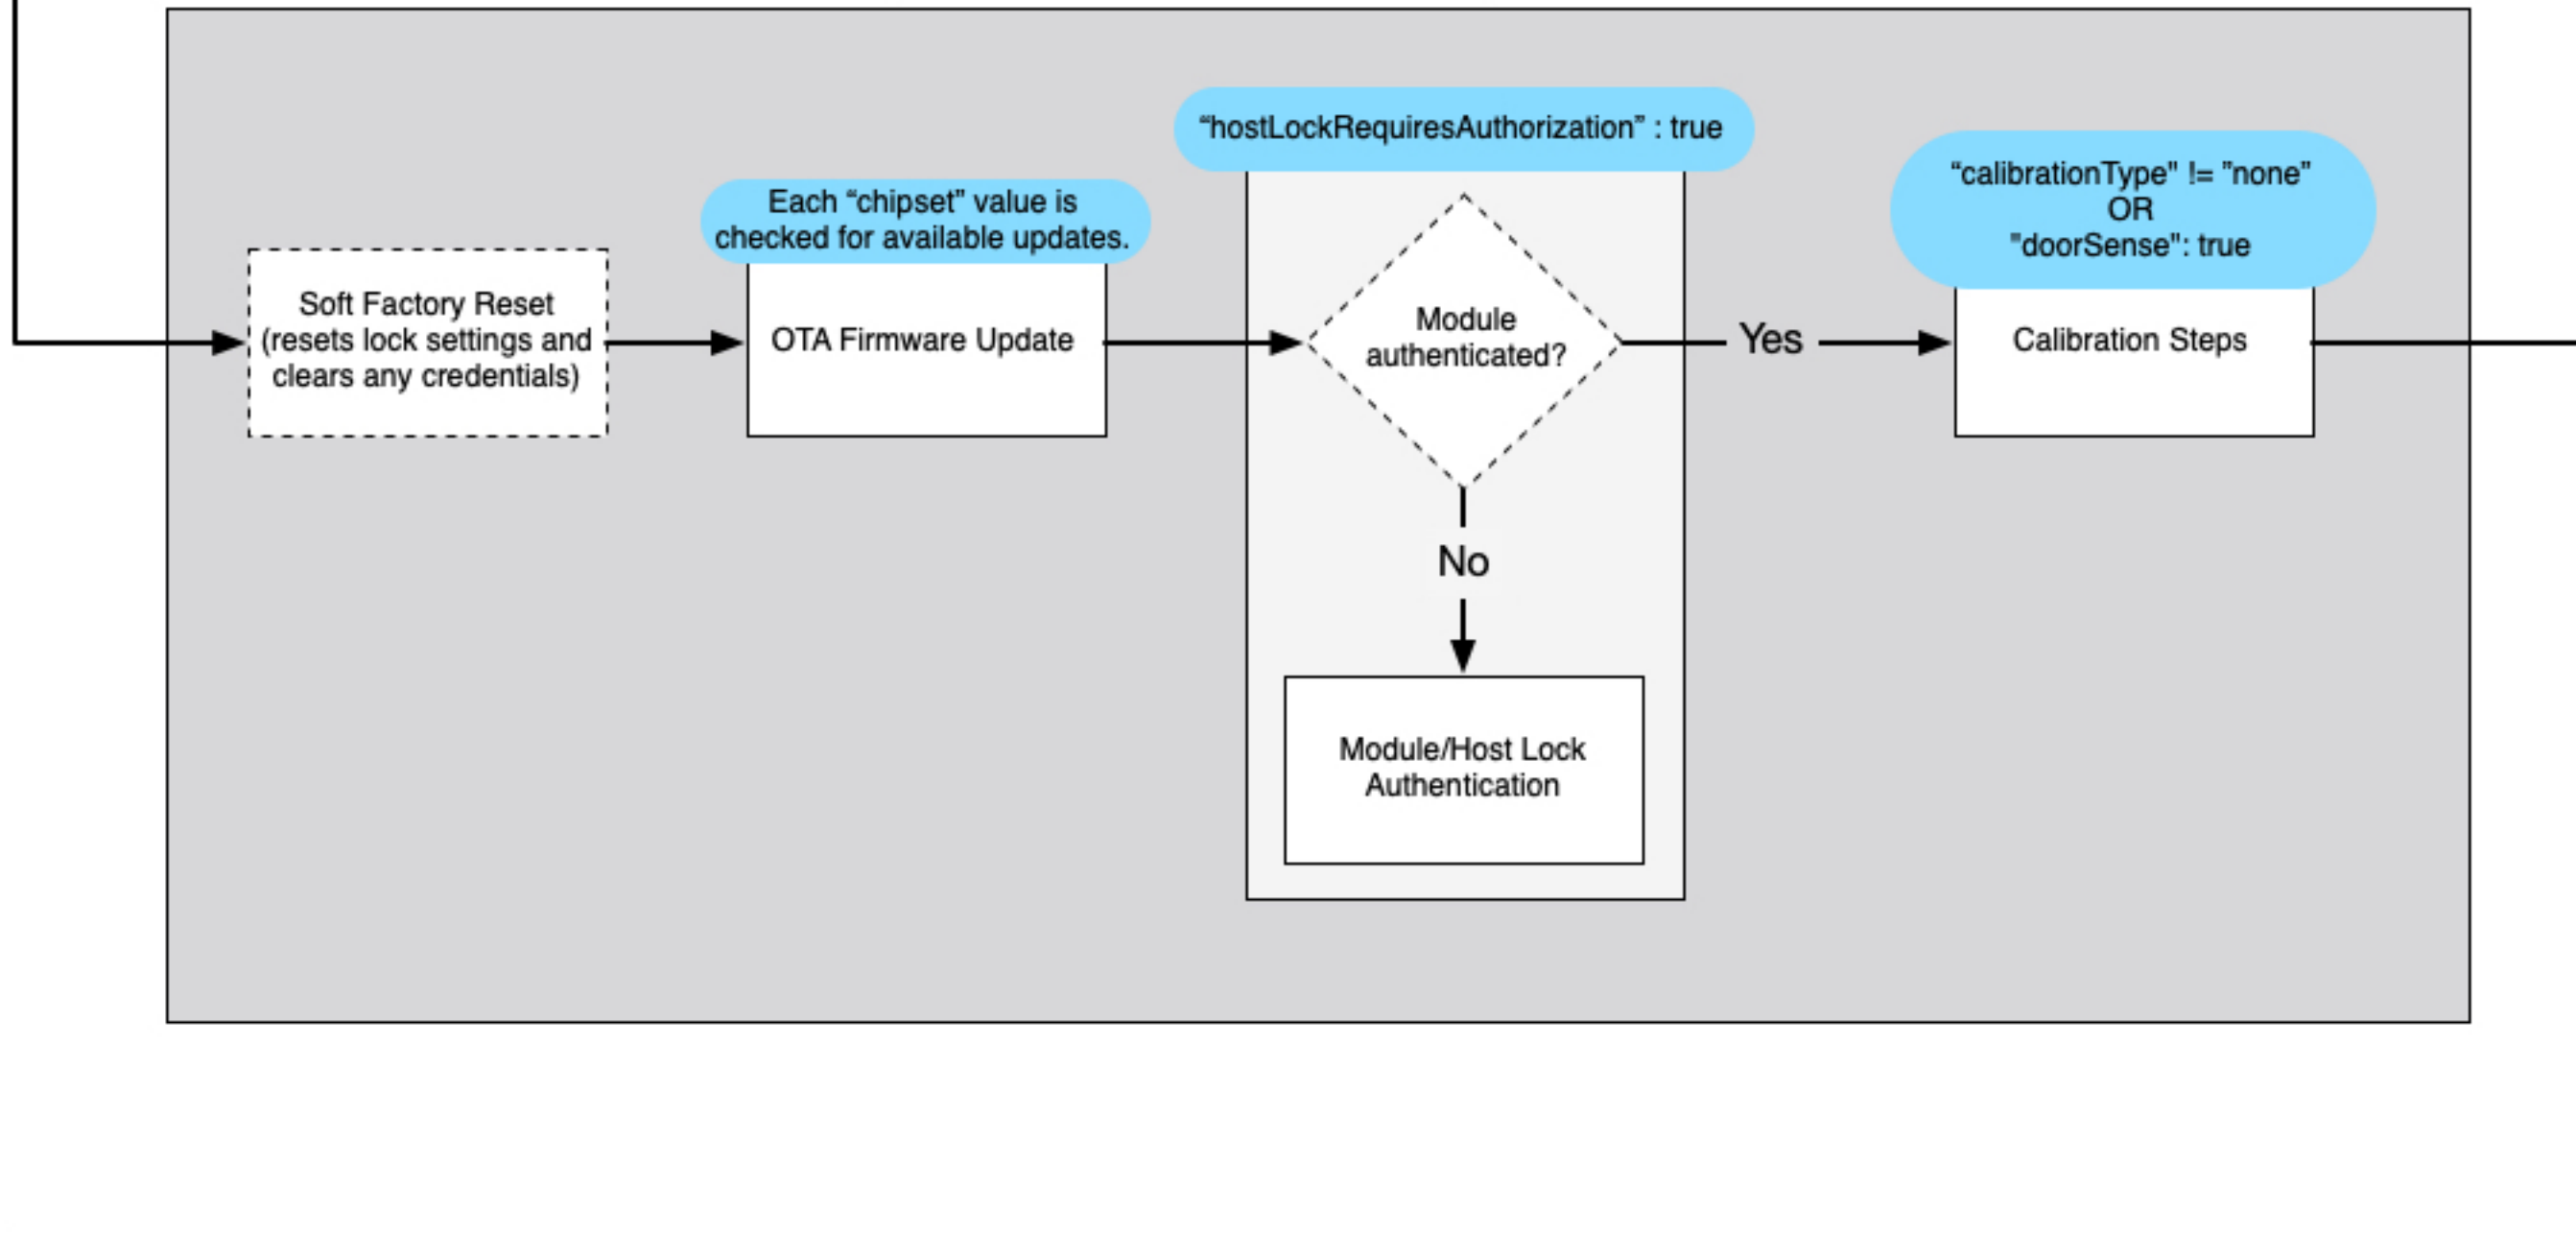 “hostLockRequiresAuthorization” : true
“calibrationType" != "none”
OR
"doorSense": true
Each “chipset” value is
checked for available updates.
Soft Factory Reset
(resets lock settings and
clears any credentials)
OTA Firmware Update
Module
authenticated?
Yes
Calibration Steps
No
Module/Host Lock
Authentication